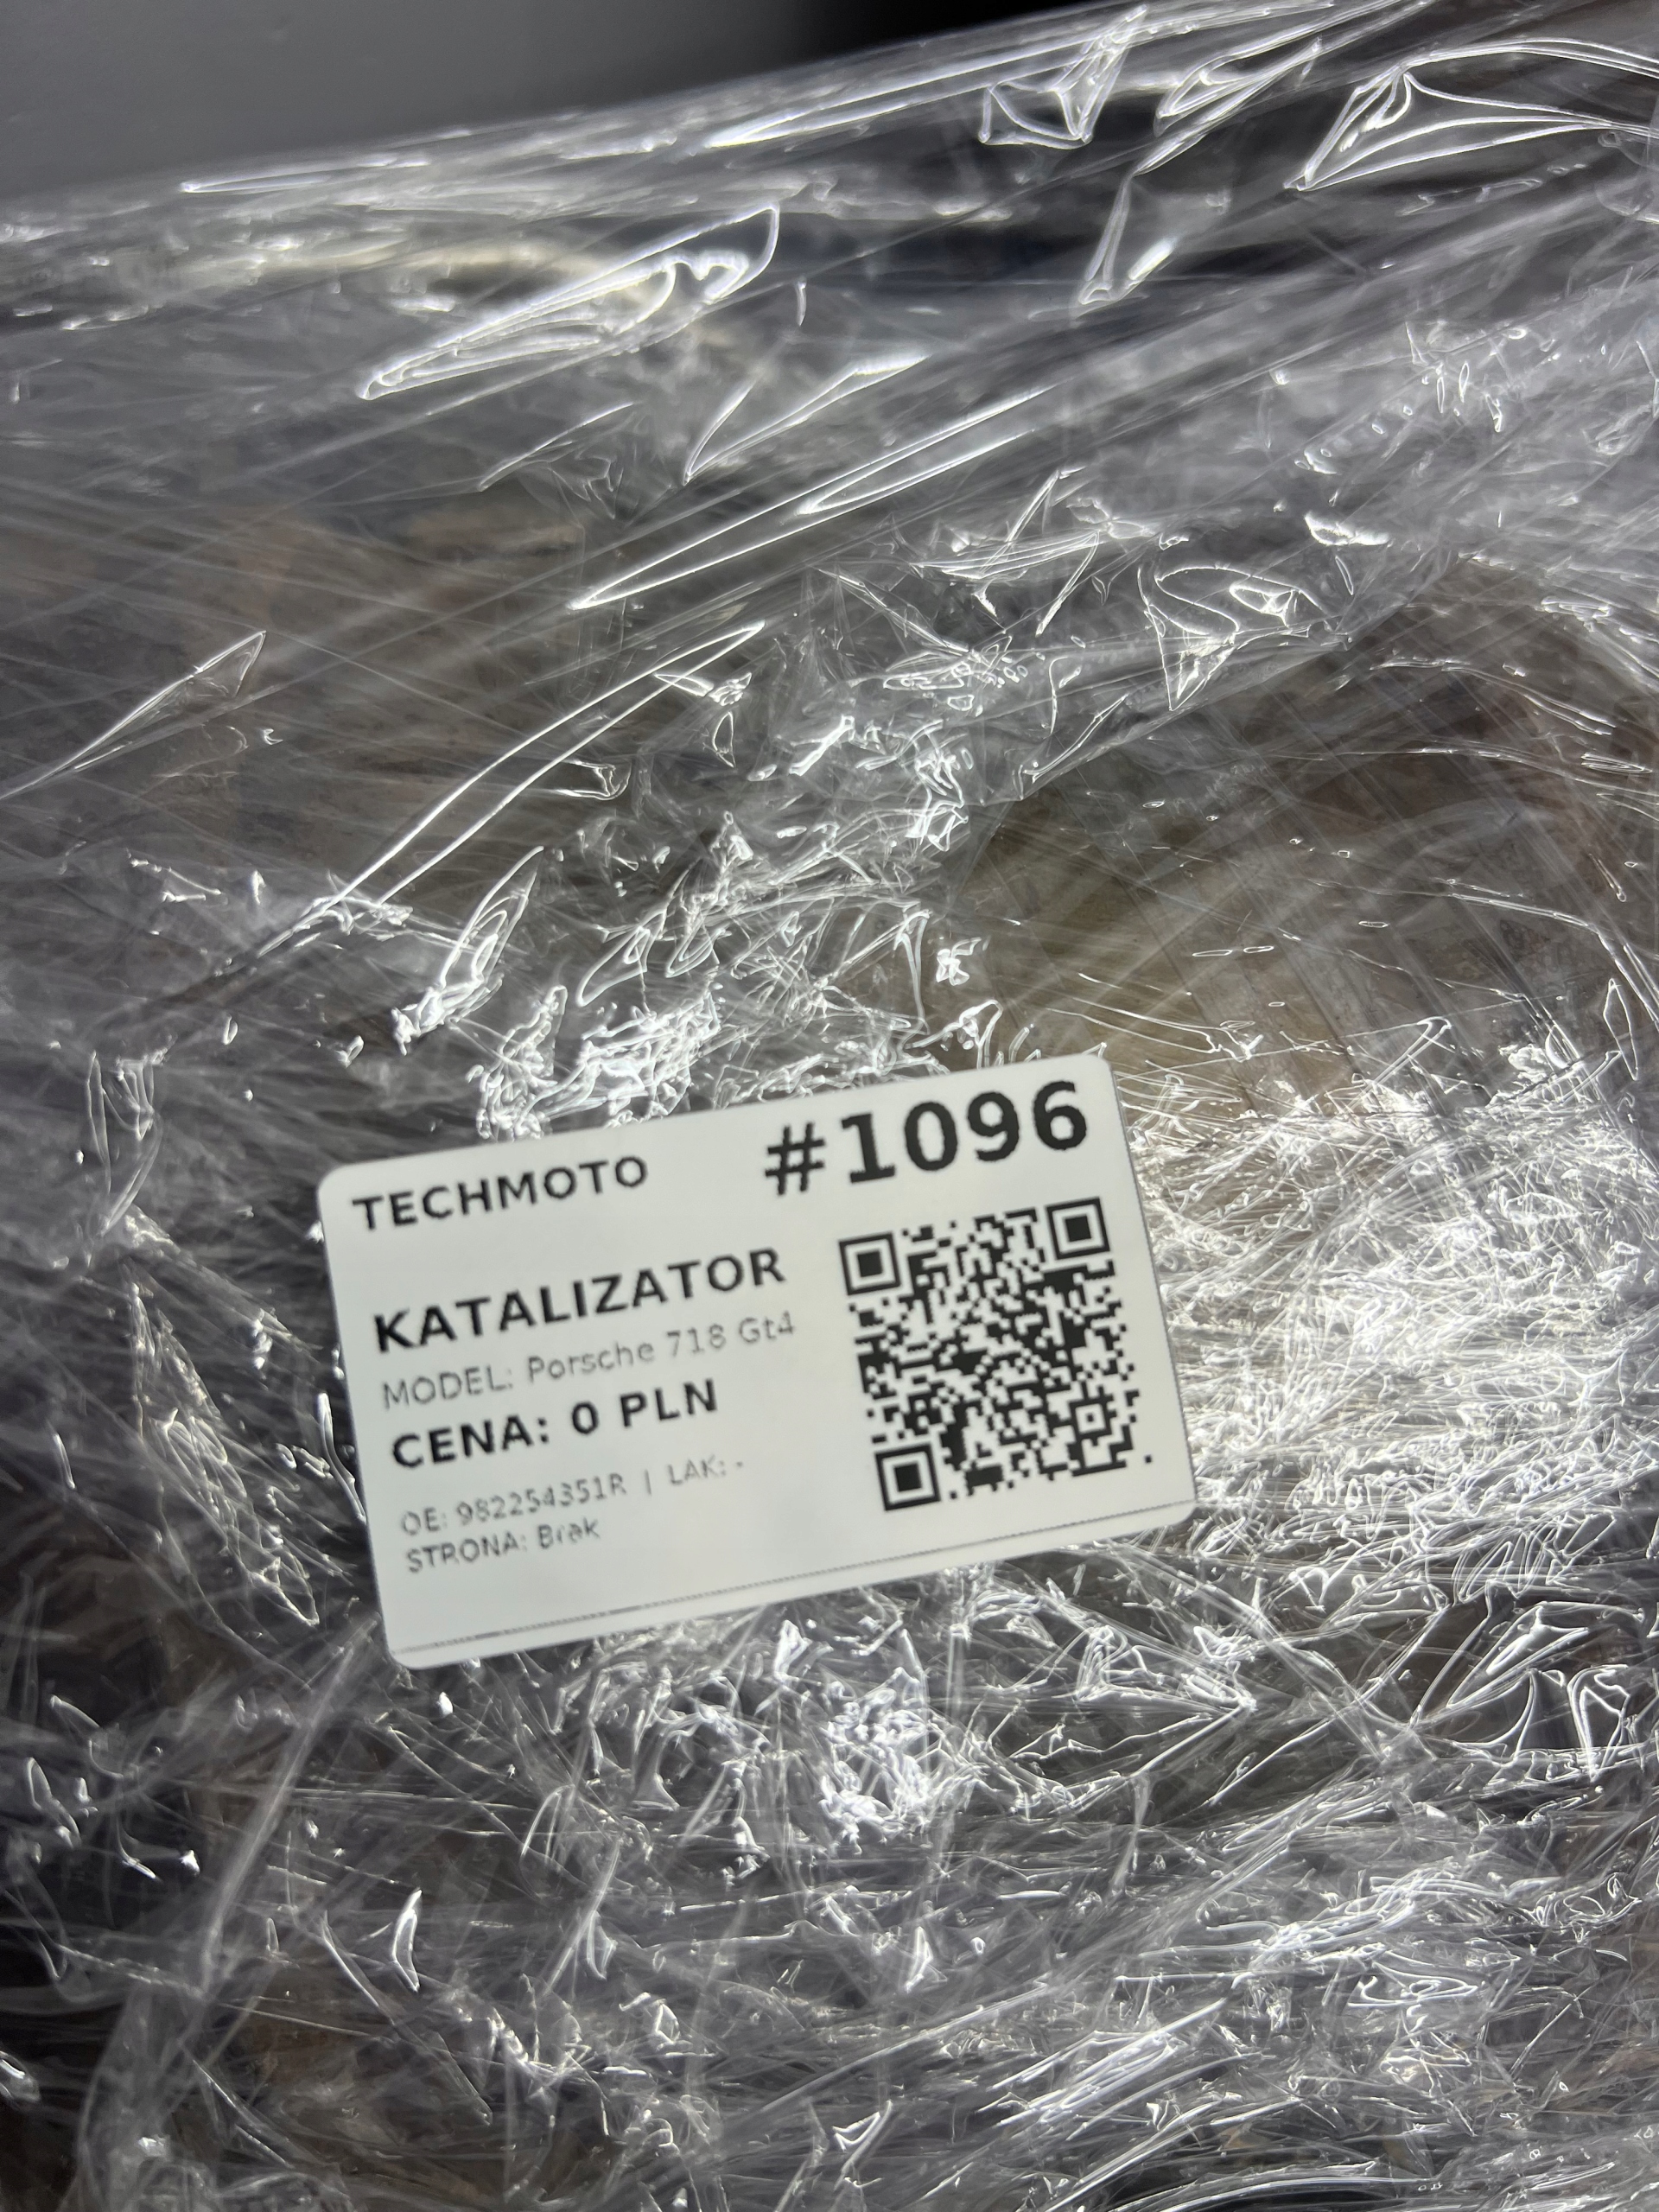 TECHMOTO
#1096
KATALIZATOR
MODEL: Porsche 718 Gt4
CENA: 0 PLN
OE: 982254351R | LAK: -
STRONA: Brak